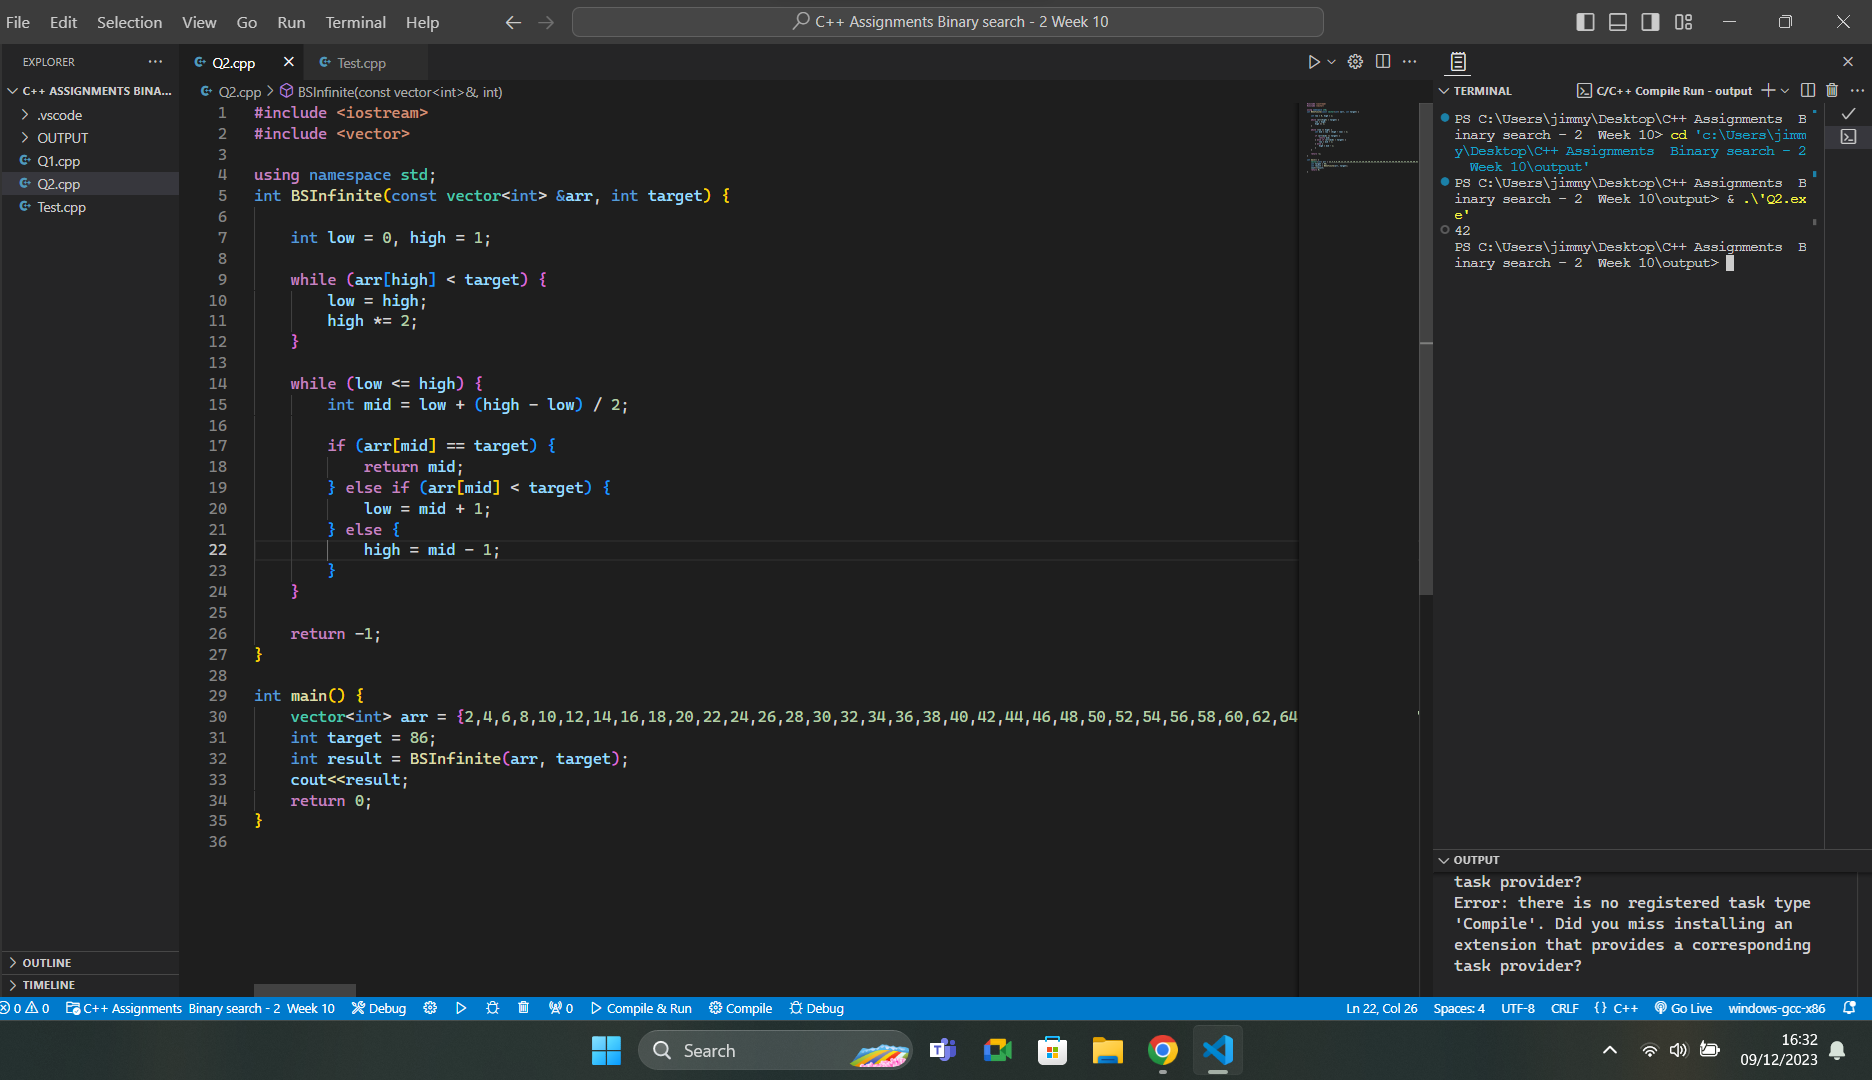 File Edit Selection View Go Run Terminal Help
C++ Assignments Binary search - 2 Week 10
EXPLORER
C++ ASSIGNMENTS BINA...
.vscode
OUTPUT
Q1.cpp
Q2.cpp
Test.cpp
OUTLINE
TIMELINE
Q2.cpp Test.cpp
Q2.cpp > BSInfinite(const vector<int>&, int)
1 #include <iostream>
2 #include <vector>
3
4 using namespace std;
5 int BSInfinite(const vector<int> &arr, int target) {
6
7 int low = 0, high = 1;
8
9 while (arr[high] < target) {
10 low = high;
11 high *= 2;
12 }
13
14 while (low <= high) {
15 int mid = low + (high - low) / 2;
16
17 if (arr[mid] == target) {
18 return mid;
19 } else if (arr[mid] < target) {
20 low = mid + 1;
21 } else {
22 high = mid - 1;
23 }
24 }
25
26 return -1;
27 }
28
29 int main() {
30 vector<int> arr = {2,4,6,8,10,12,14,16,18,20,22,24,26,28,30,32,34,36,38,40,42,44,46,48,50,52,54,56,58,60,62,64
31 int target = 86;
32 int result = BSInfinite(arr, target);
33 cout<<result;
34 return 0;
35 }
36
TERMINAL
C/C++ Compile Run - output
PS C:\Users\jimmy\Desktop\C++ Assignments  B
inary search - 2  Week 10> cd 'c:\Users\jimm
y\Desktop\C++ Assignments  Binary search - 2
  Week 10\output'
PS C:\Users\jimmy\Desktop\C++ Assignments  B
inary search - 2  Week 10\output> & .\'Q2.ex
e'
42
PS C:\Users\jimmy\Desktop\C++ Assignments  B
inary search - 2  Week 10\output>
OUTPUT
task provider?
Error: there is no registered task type
'Compile'. Did you miss installing an
extension that provides a corresponding
task provider?
0 0 C++ Assignments Binary search - 2 Week 10 Debug 0 Compile & Run Compile Debug Ln 22, Col 26 Spaces: 4 UTF-8 CRLF {} C++ Go Live windows-gcc-x86
Search
16:32
09/12/2023